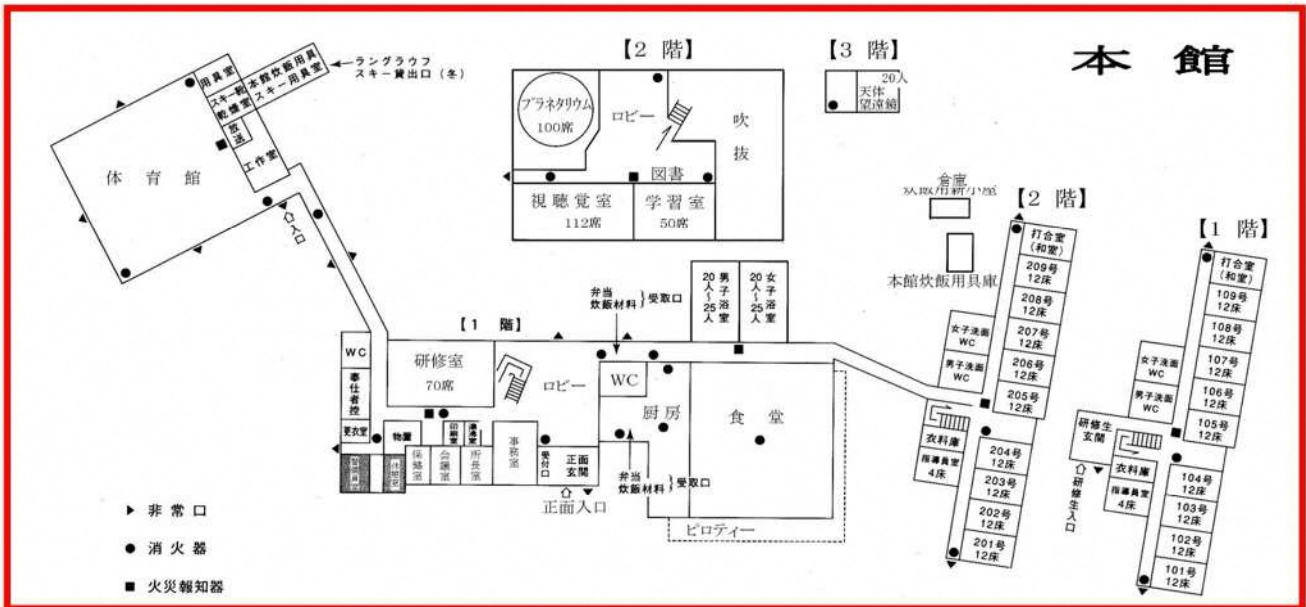 本館
【2 階】
【3 階】
ラングラウフ
スキー貸出口（冬）
用具室
本館炊飯用具
スキー用具室
スキー靴
乾燥室
放送
工作室
体 育 館
入口
プラネタリウム
100席
ロビー
吹抜
図書
視聴覚室
112席
学習室
50席
20人
天体
望遠鏡
倉庫
本館炊飯用具庫
【2 階】
打合室
（和室）
209号
12床
208号
12床
207号
12床
206号
12床
205号
12床
女子洗面
WC
男子洗面
WC
衣料庫
指導員室
4床
204号
12床
203号
12床
202号
12床
201号
12床
【1 階】
打合室
（和室）
109号
12床
108号
12床
107号
12床
106号
12床
105号
12床
女子洗面
WC
男子洗面
WC
研修生
玄関
研修生入口
衣料庫
指導員室
4床
104号
12床
103号
12床
102号
12床
101号
12床
【1 階】
弁当
炊飯材料
受取口
男子浴室
20人～25人
女子浴室
20人～25人
WC
奉仕者控
更衣室
研修室
70席
ロビー
WC
厨房
食 堂
物置
印刷室
湯沸室
保健室
会議室
所長室
事務室
受付口
正面
玄関
正面入口
弁当
炊飯材料
受取口
ピロティー
非常口
消火器
火災報知器